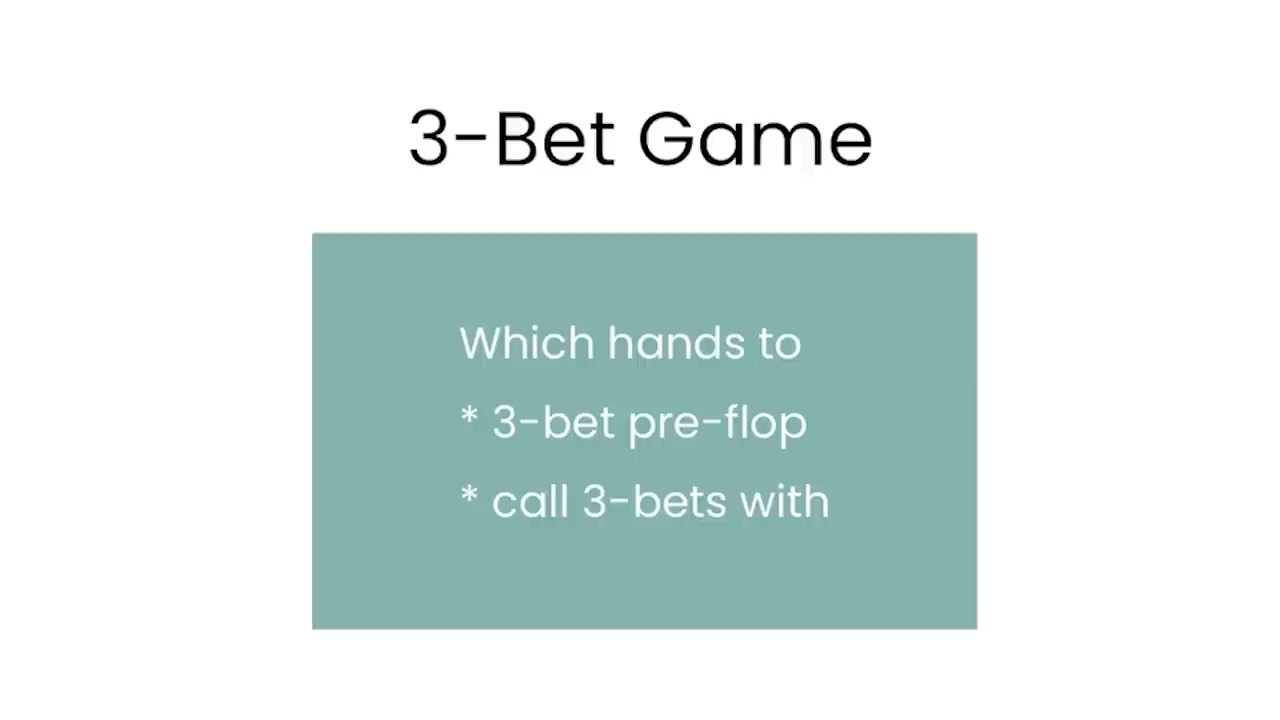 3-Bet Game
Which hands to
* 3-bet pre-flop
* call 3-bets with